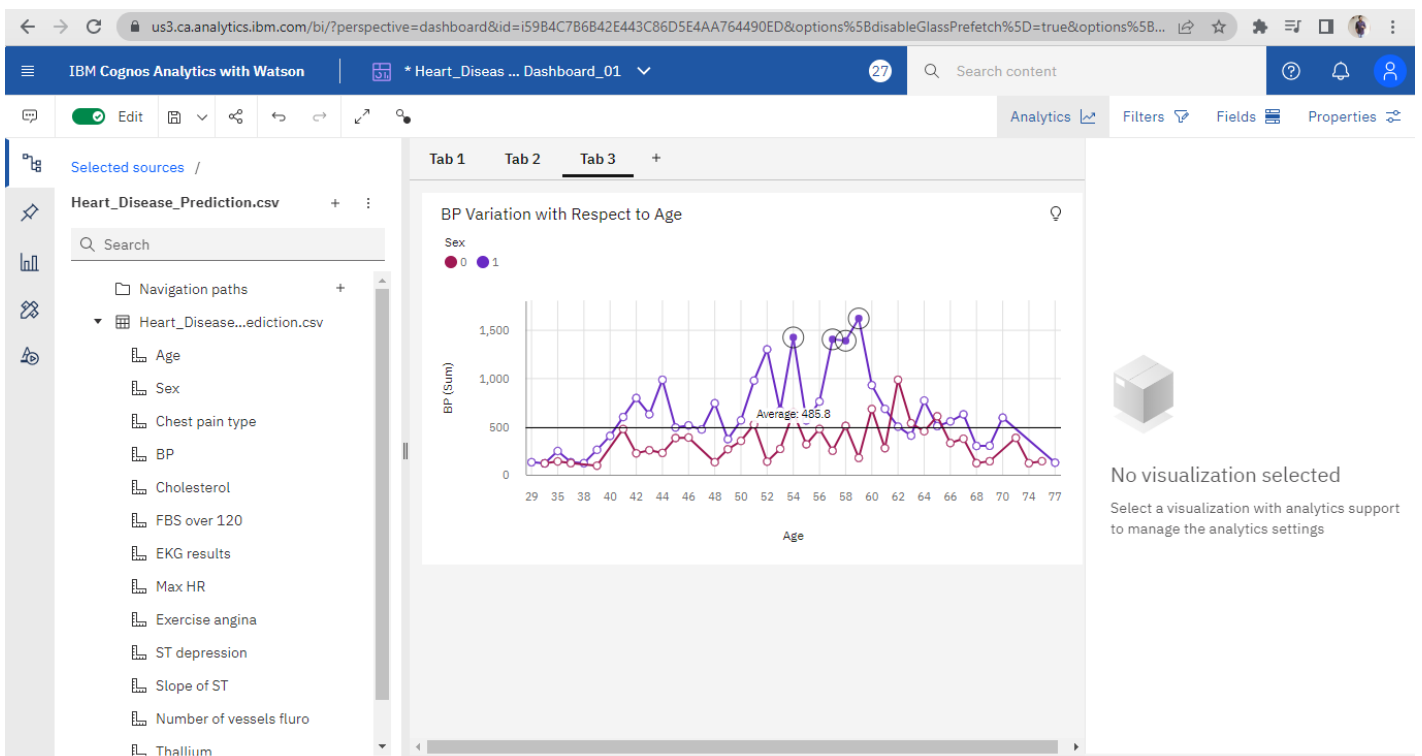 us3.ca.analytics.ibm.com/bi/?perspective=dashboard&id=i59B4C7B6B42E443C86D5E4AA764490ED&options%5BdisableGlassPrefetch%5D=true&options%5B...
IBM Cognos Analytics with Watson
* Heart_Diseas ... Dashboard_01
27
Search content
Edit
Analytics
Filters
Fields
Properties
Selected sources /
Heart_Disease_Prediction.csv
Search
Navigation paths
Heart_Disease...ediction.csv
Age
Sex
Chest pain type
BP
Cholesterol
FBS over 120
EKG results
Max HR
Exercise angina
ST depression
Slope of ST
Number of vessels fluro
Thallium
Tab 1 Tab 2 Tab 3 +
BP Variation with Respect to Age
Sex
0 1
BP (Sum)
1,500
1,000
500
0
Average: 485.8
29 35 38 40 42 44 46 48 50 52 54 56 58 60 62 64 66 68 70 74 77
Age
No visualization selected
Select a visualization with analytics support
to manage the analytics settings